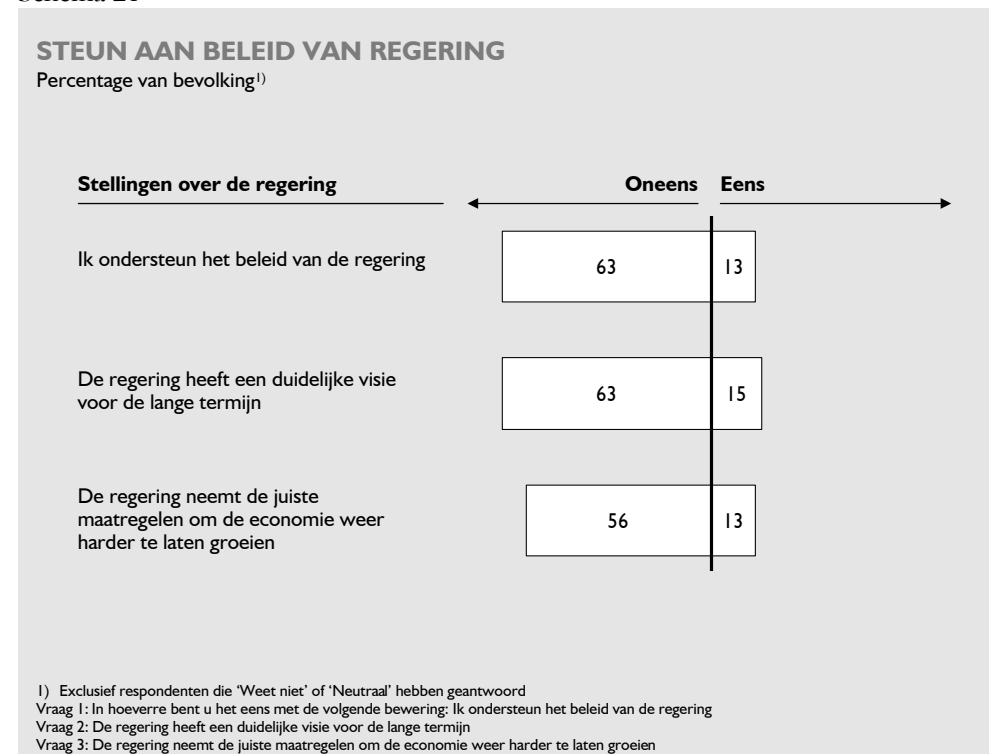 Schema 21
STEUN AAN BELEID VAN REGERING
Percentage van bevolking1)
Stellingen over de regering Oneens Eens
Ik ondersteun het beleid van de regering 63 13
De regering heeft een duidelijke visie
voor de lange termijn
63 15
De regering neemt de juiste
maatregelen om de economie weer
harder te laten groeien
56 13
1) Exclusief respondenten die ‘Weet niet’ of ‘Neutraal’ hebben geantwoord
Vraag 1: In hoeverre bent u het eens met de volgende bewering: Ik ondersteun het beleid van de regering
Vraag 2: De regering heeft een duidelijke visie voor de lange termijn
Vraag 3: De regering neemt de juiste maatregelen om de economie weer harder te laten groeien